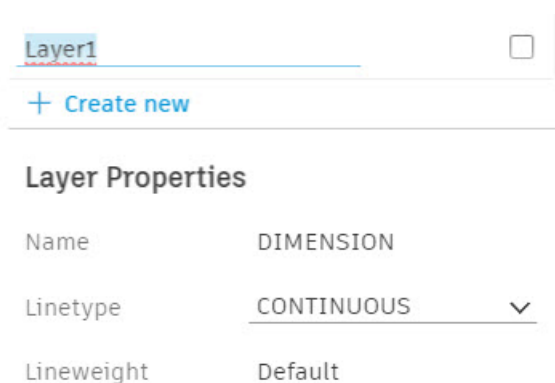 Layer1
+ Create new
Layer Properties
Name DIMENSION
Linetype CONTINUOUS
Lineweight Default